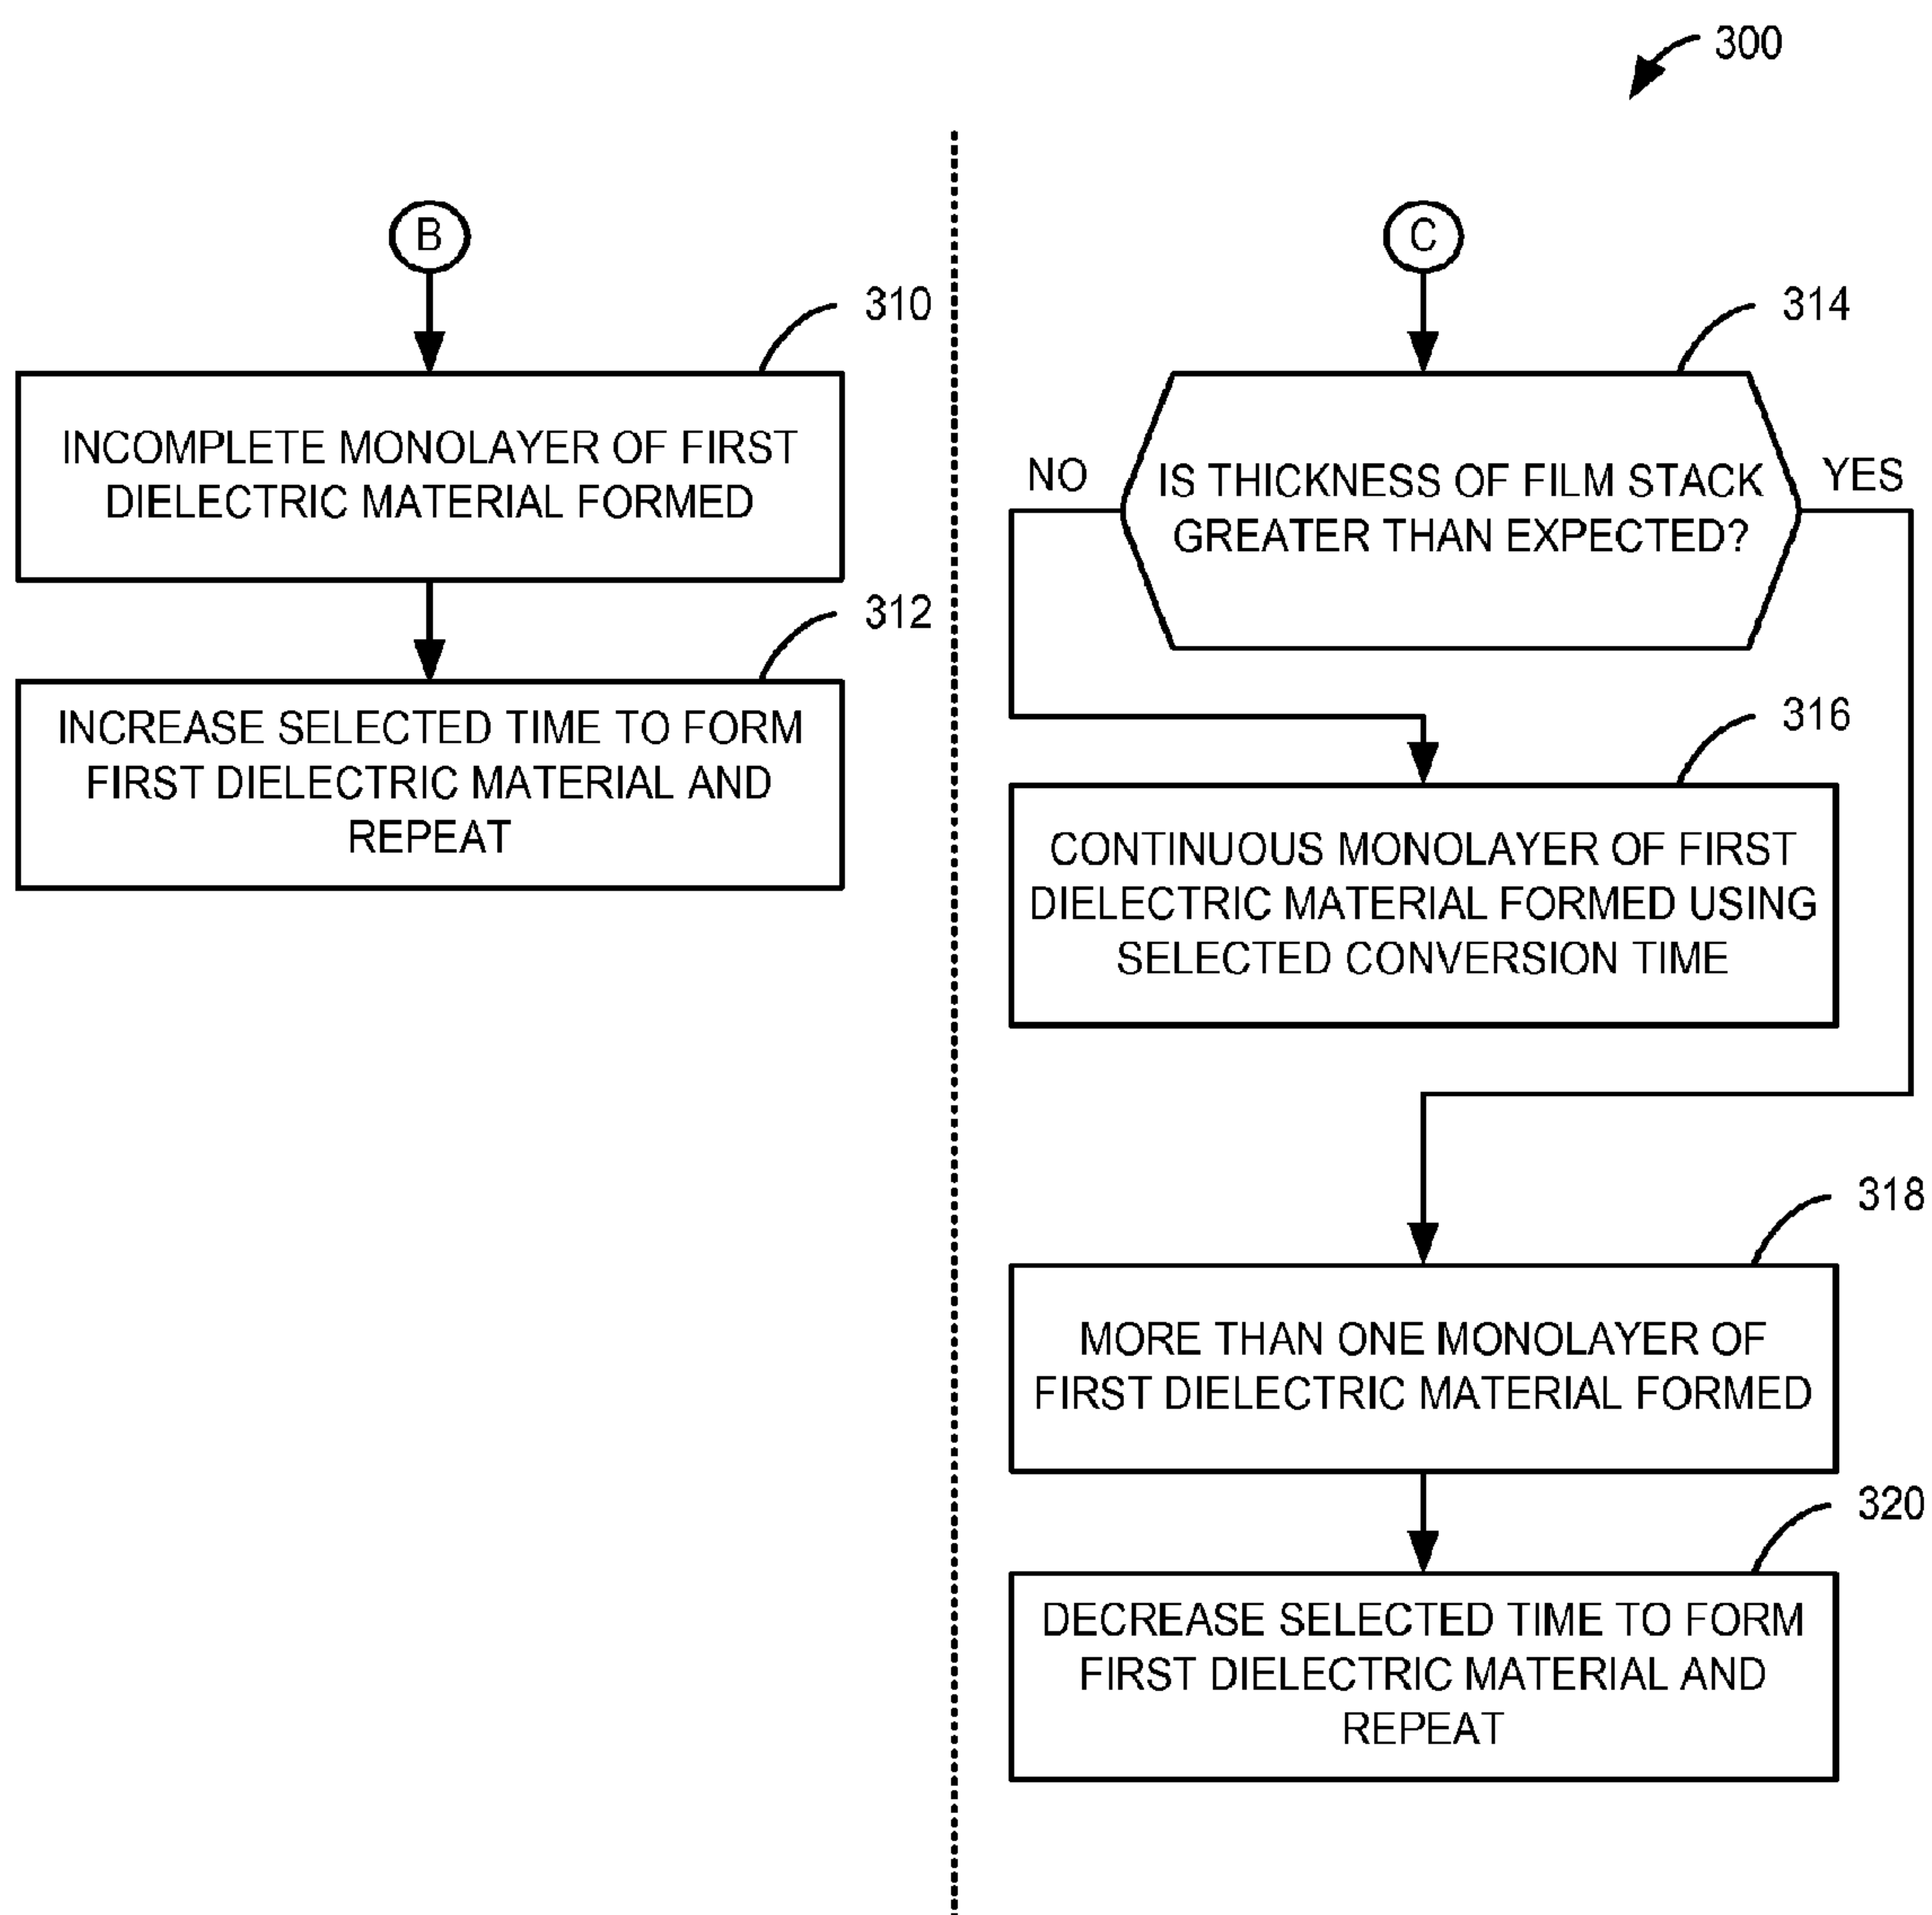 300
B
310
INCOMPLETE MONOLAYER OF FIRST
DIELECTRIC MATERIAL FORMED
312
INCREASE SELECTED TIME TO FORM
FIRST DIELECTRIC MATERIAL AND
REPEAT
C
314
NO
IS THICKNESS OF FILM STACK
GREATER THAN EXPECTED?
YES
316
CONTINUOUS MONOLAYER OF FIRST
DIELECTRIC MATERIAL FORMED USING
SELECTED CONVERSION TIME
318
MORE THAN ONE MONOLAYER OF
FIRST DIELECTRIC MATERIAL FORMED
320
DECREASE SELECTED TIME TO FORM
FIRST DIELECTRIC MATERIAL AND
REPEAT